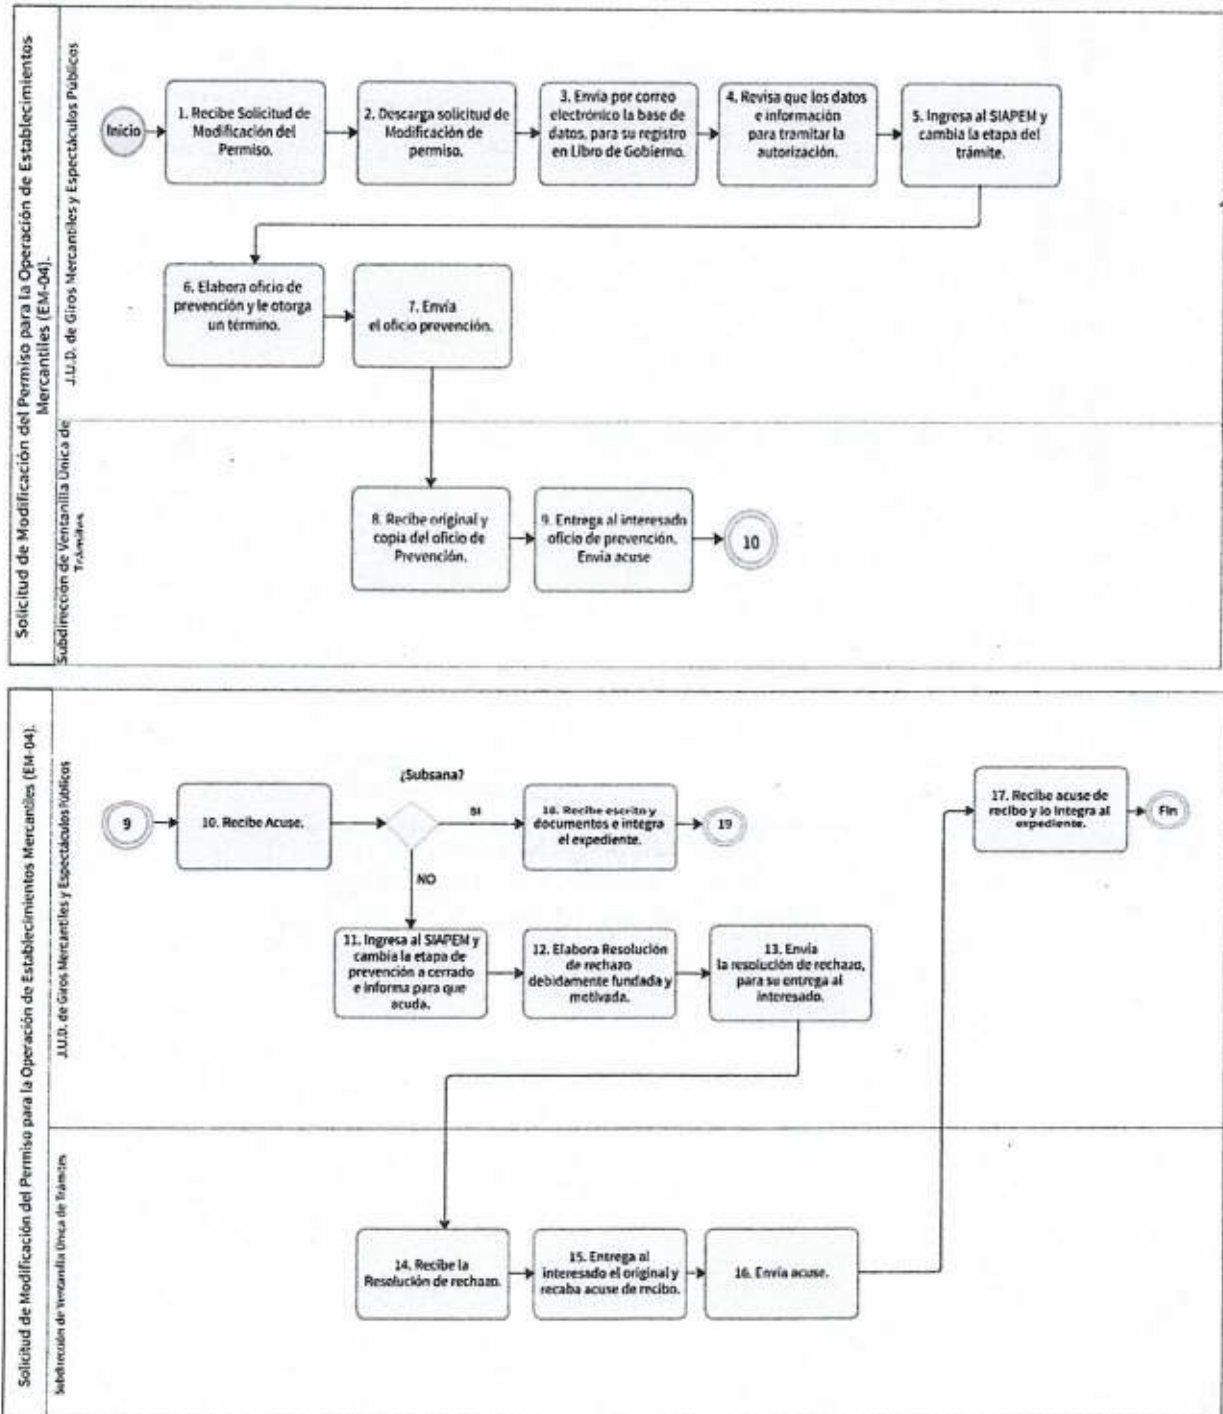 Solicitud de Modificación del Permiso para la Operación de Establecimientos
Mercantiles (EM-04).
J.U.D. de Giros Mercantiles y Espectáculos Públicos
Inicio
1. Recibe Solicitud de
Modificación del
Permiso.
2. Descarga solicitud de
Modificación de
permiso.
3. Envía por correo
electrónico la base de
datos, para su registro
en Libro de Gobierno.
4. Revisa que los datos
e información
para tramitar la
autorización.
5. Ingresa al SIAPEM y
cambia la etapa del
trámite.
6. Elabora oficio de
prevención y le otorga
un término.
7. Envía
el oficio prevención.
Subdirección de Ventanilla Única de
Trámites
8. Recibe original y
copia del oficio de
Prevención.
9. Entrega al interesado
oficio de prevención.
Envía acuse
10
Solicitud de Modificación del Permiso para la Operación de Establecimientos Mercantiles (EM-04).
J.U.D. de Giros Mercantiles y Espectáculos Públicos
9
10. Recibe Acuse.
¿Subsana?
SI
18. Recibe escrito y
documentos e integra
el expediente.
19
NO
11. Ingresa al SIAPEM y
cambia la etapa de
prevención a cerrado
e informa para que
acuda.
12. Elabora Resolución
de rechazo
debidamente fundada y
motivada.
13. Envía
la resolución de rechazo,
para su entrega al
interesado.
17. Recibe acuse de
recibo y lo integra al
expediente.
Fin
Subdirección de Ventanilla Única de Trámites
14. Recibe la
Resolución de rechazo.
15. Entrega al
interesado el original y
recaba acuse de recibo.
16. Envía acuse.